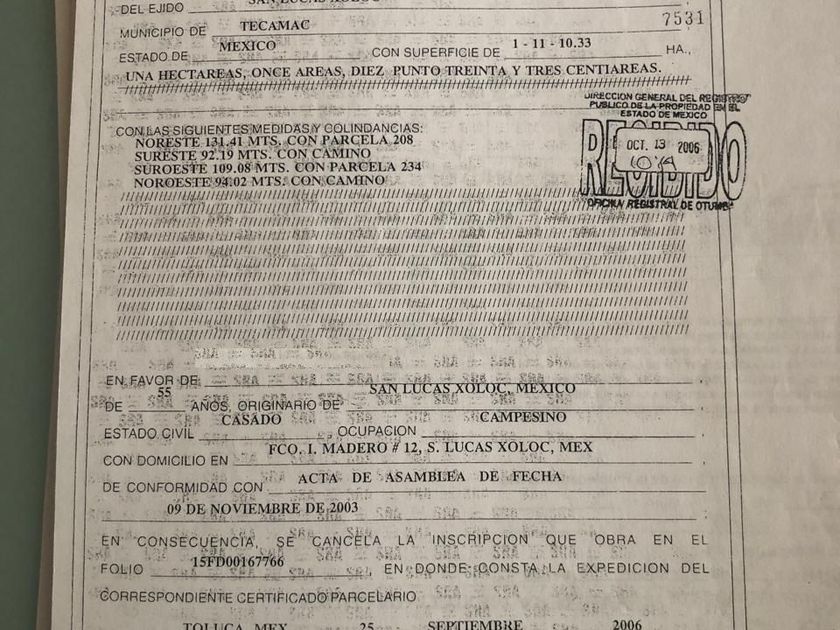 DEL EJIDO SAN LUCAS XOLOC
MUNICIPIO DE TECAMAC 7531
ESTADO DE MEXICO CON SUPERFICIE DE 1 - 11 - 10.33 HA.,
UNA HECTAREAS, ONCE AREAS, DIEZ PUNTO TREINTA Y TRES CENTIAREAS.
DIRECCION GENERAL DEL REGISTRO
PUBLICO DE LA PROPIEDAD EN EL
ESTADO DE MEXICO
RECIBIDO
OCT. 13 2006
OFICINA REGISTRAL DE OTUMBA
CON LAS SIGUIENTES MEDIDAS Y COLINDANCIAS:
NORESTE 131.41 MTS. CON PARCELA 208
SURESTE 92.19 MTS. CON CAMINO
SUROESTE 109.08 MTS. CON PARCELA 234
NOROESTE 94.02 MTS. CON CAMINO
EN FAVOR DE
DE 55 AÑOS, ORIGINARIO DE SAN LUCAS XOLOC, MEXICO
ESTADO CIVIL CASADO, OCUPACION CAMPESINO
CON DOMICILIO EN FCO. I. MADERO # 12, S. LUCAS XOLOC, MEX
DE CONFORMIDAD CON ACTA DE ASAMBLEA DE FECHA
09 DE NOVIEMBRE DE 2003
EN CONSECUENCIA, SE CANCELA LA INSCRIPCION QUE OBRA EN EL
FOLIO 15FD00167766, EN DONDE CONSTA LA EXPEDICION DEL
CORRESPONDIENTE CERTIFICADO PARCELARIO
TOLUCA, MEX 25 SEPTIEMBRE 2006